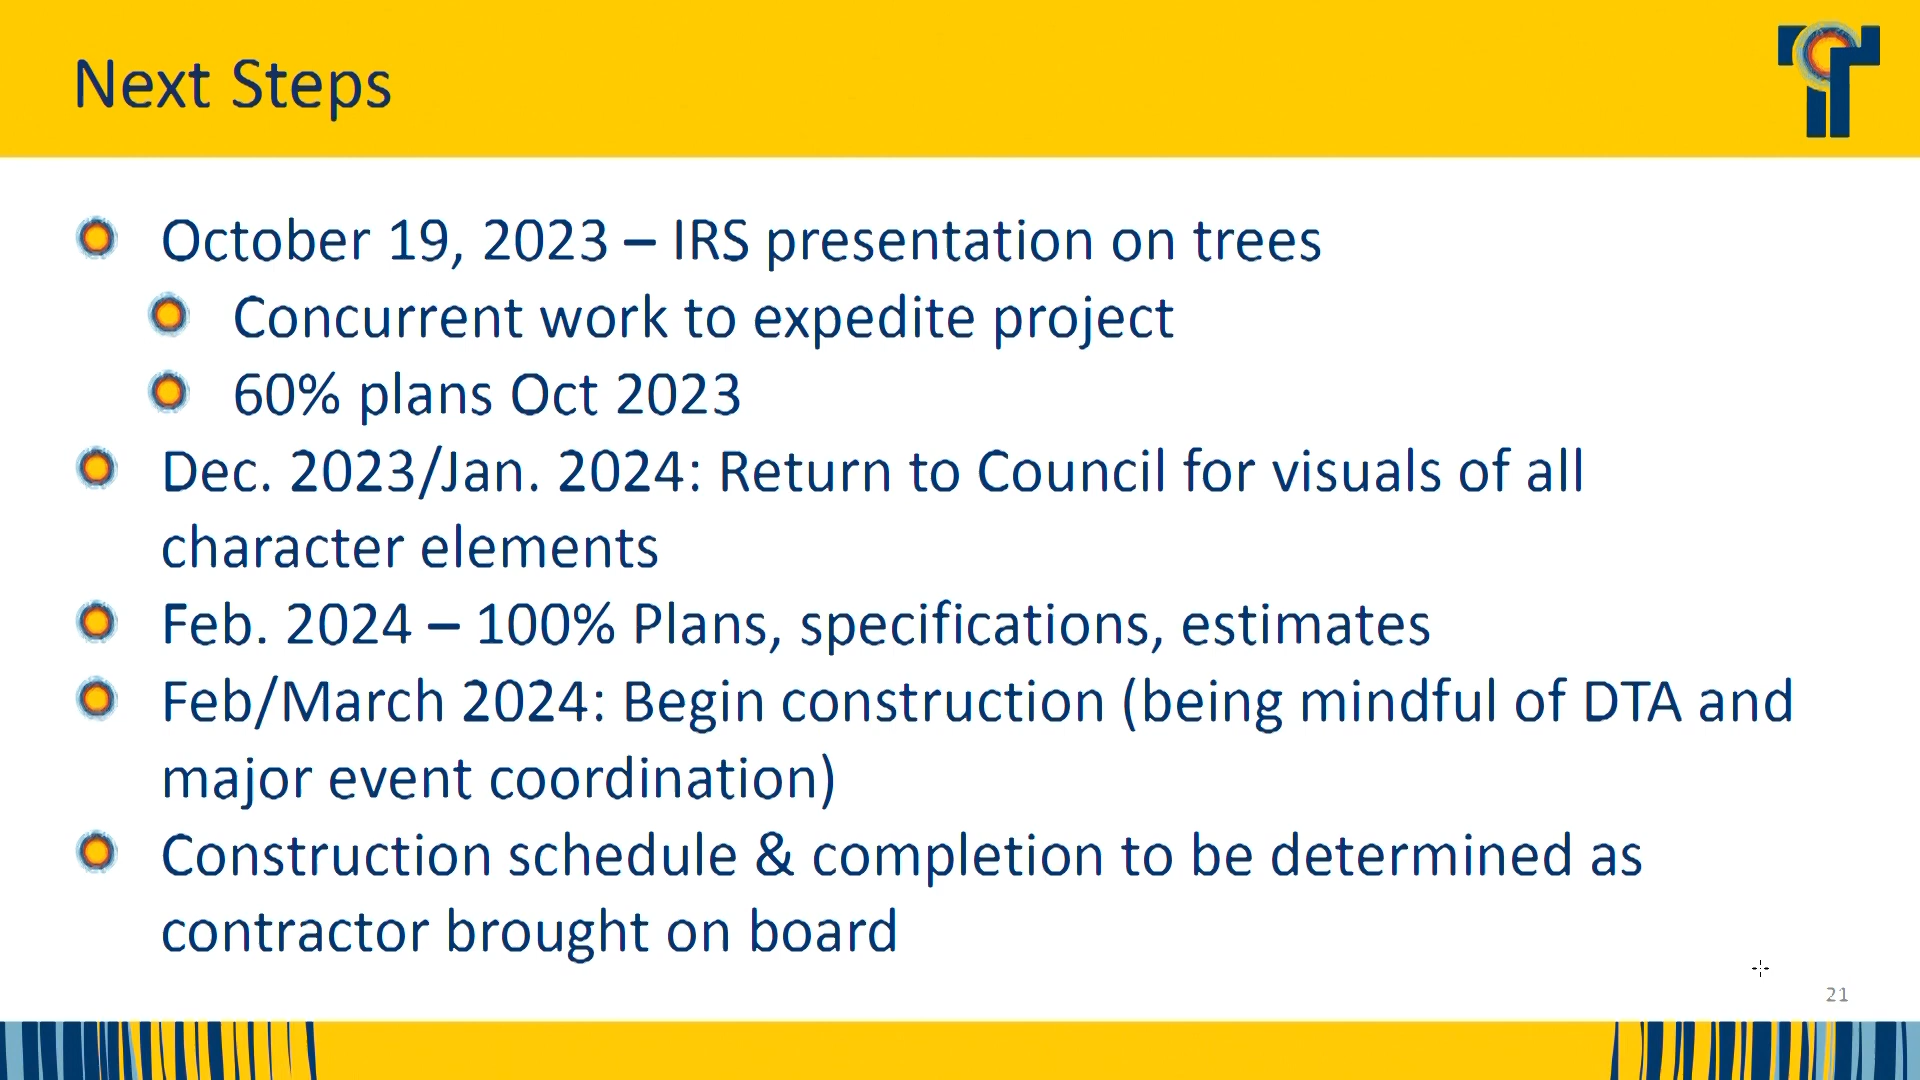 Next Steps
October 19, 2023 – IRS presentation on trees
Concurrent work to expedite project
60% plans Oct 2023
Dec. 2023/Jan. 2024: Return to Council for visuals of all
character elements
Feb. 2024 – 100% Plans, specifications, estimates
Feb/March 2024: Begin construction (being mindful of DTA and
major event coordination)
Construction schedule & completion to be determined as
contractor brought on board
21